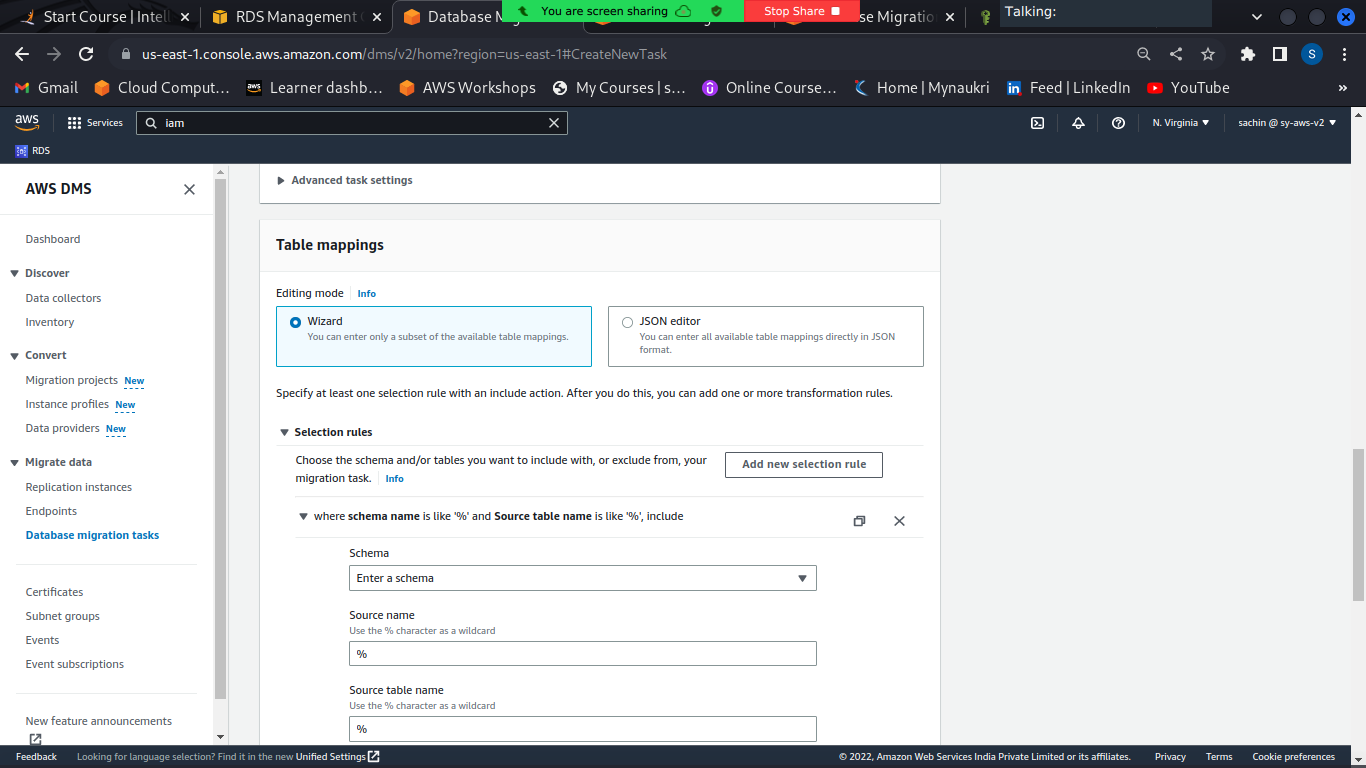 Start Course | Intelli
RDS Management
Database Mi
You are screen sharing
Stop Share
se Migration
Talking:
us-east-1.console.aws.amazon.com/dms/v2/home?region=us-east-1#CreateNewTask
S
Gmail
Cloud Comput…
aws
Learner dashb…
AWS Workshops
My Courses | s…
Online Course…
Home | Mynaukri
Feed | LinkedIn
YouTube
»
aws
Services
iam
N. Virginia
sachin @ sy-aws-v2
RDS
AWS DMS
Dashboard
Discover
Data collectors
Inventory
Convert
Migration projects New
Instance profiles New
Data providers New
Migrate data
Replication instances
Endpoints
Database migration tasks
Certificates
Subnet groups
Events
Event subscriptions
New feature announcements
Advanced task settings
Table mappings
Editing mode Info
Wizard
You can enter only a subset of the available table mappings.
JSON editor
You can enter all available table mappings directly in JSON
format.
Specify at least one selection rule with an include action. After you do this, you can add one or more transformation rules.
Selection rules
Choose the schema and/or tables you want to include with, or exclude from, your
migration task. Info
Add new selection rule
where schema name is like '%' and Source table name is like '%', include
Schema
Enter a schema
Source name
Use the % character as a wildcard
%
Source table name
Use the % character as a wildcard
%
Feedback
Looking for language selection? Find it in the new Unified Settings
© 2022, Amazon Web Services India Private Limited or its affiliates.
Privacy
Terms
Cookie preferences